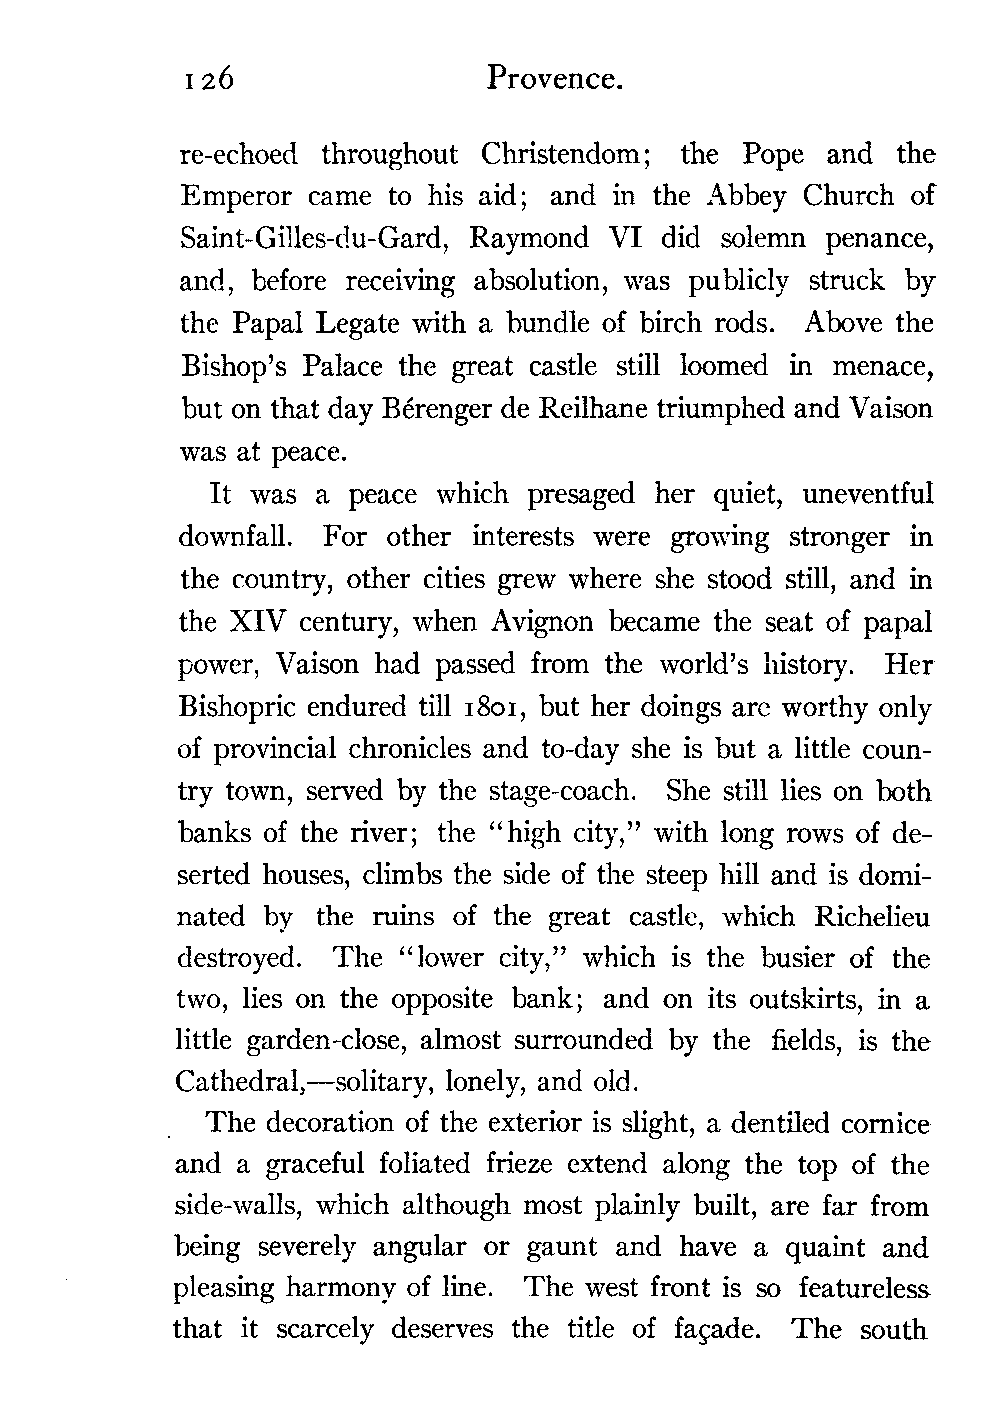 126 Provence.
re-echoed throughout Christendom; the Pope and the
Emperor came to his aid; and in the Abbey Church of
Saint-Gilles-du-Gard, Raymond VI did solemn penance,
and, before receiving absolution, was publicly struck by
the Papal Legate with a bundle of birch rods. Above the
Bishop's Palace the great castle still loomed in menace,
but on that day Bérenger de Reilhane triumphed and Vaison
was at peace.
It was a peace which presaged her quiet, uneventful
downfall. For other interests were growing stronger in
the country, other cities grew where she stood still, and in
the XIV century, when Avignon became the seat of papal
power, Vaison had passed from the world's history. Her
Bishopric endured till 1801, but her doings are worthy only
of provincial chronicles and to-day she is but a little coun-
try town, served by the stage-coach. She still lies on both
banks of the river; the "high city," with long rows of de-
serted houses, climbs the side of the steep hill and is domi-
nated by the ruins of the great castle, which Richelieu
destroyed. The "lower city," which is the busier of the
two, lies on the opposite bank; and on its outskirts, in a
little garden-close, almost surrounded by the fields, is the
Cathedral,—solitary, lonely, and old.
The decoration of the exterior is slight, a dentiled cornice
and a graceful foliated frieze extend along the top of the
side-walls, which although most plainly built, are far from
being severely angular or gaunt and have a quaint and
pleasing harmony of line. The west front is so featureless
that it scarcely deserves the title of façade. The south